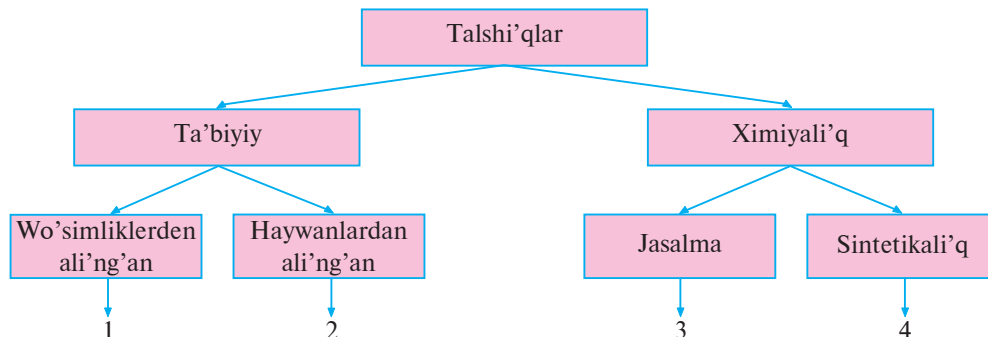 Talshi’qlar
Ta’biyiy
Ximiyali’q
Wo’simliklerden
ali’ng’an
Haywanlardan
ali’ng’an
Jasalma
Sintetikali’q
1
2
3
4